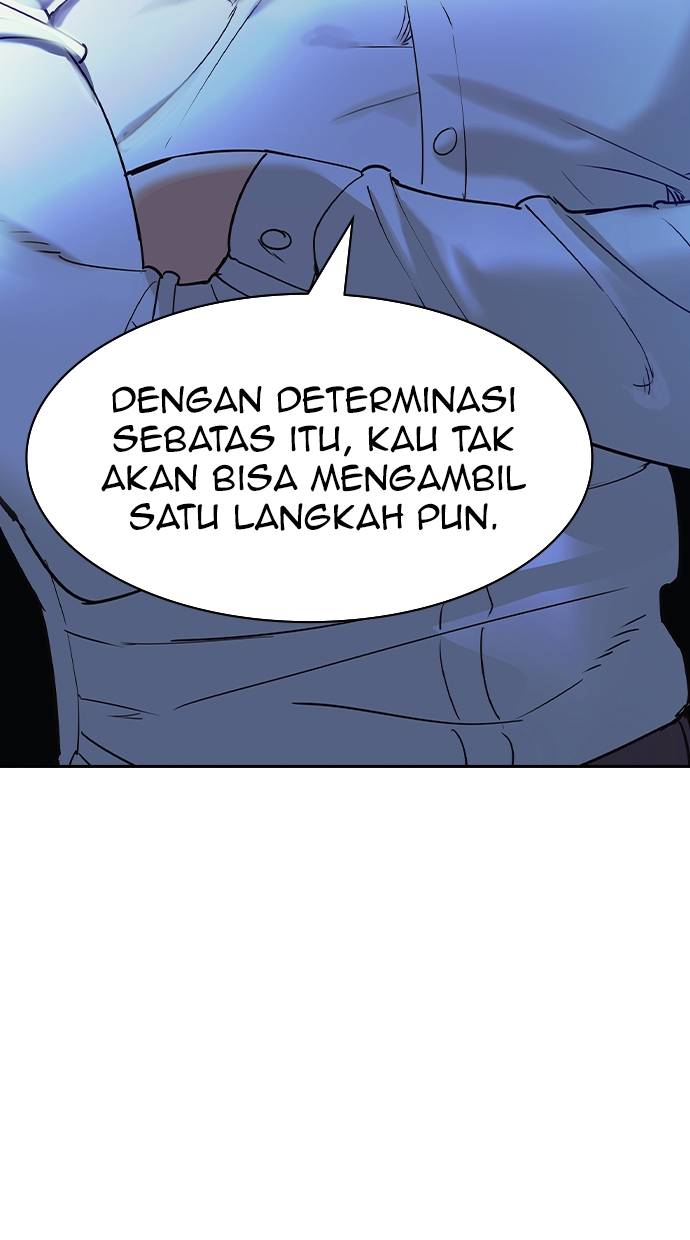 DENGAN DETERMINASI
SEBATAS ITU, KAU TAK
AKAN BISA MENGAMBIL
SATU LANGKAH PUN.